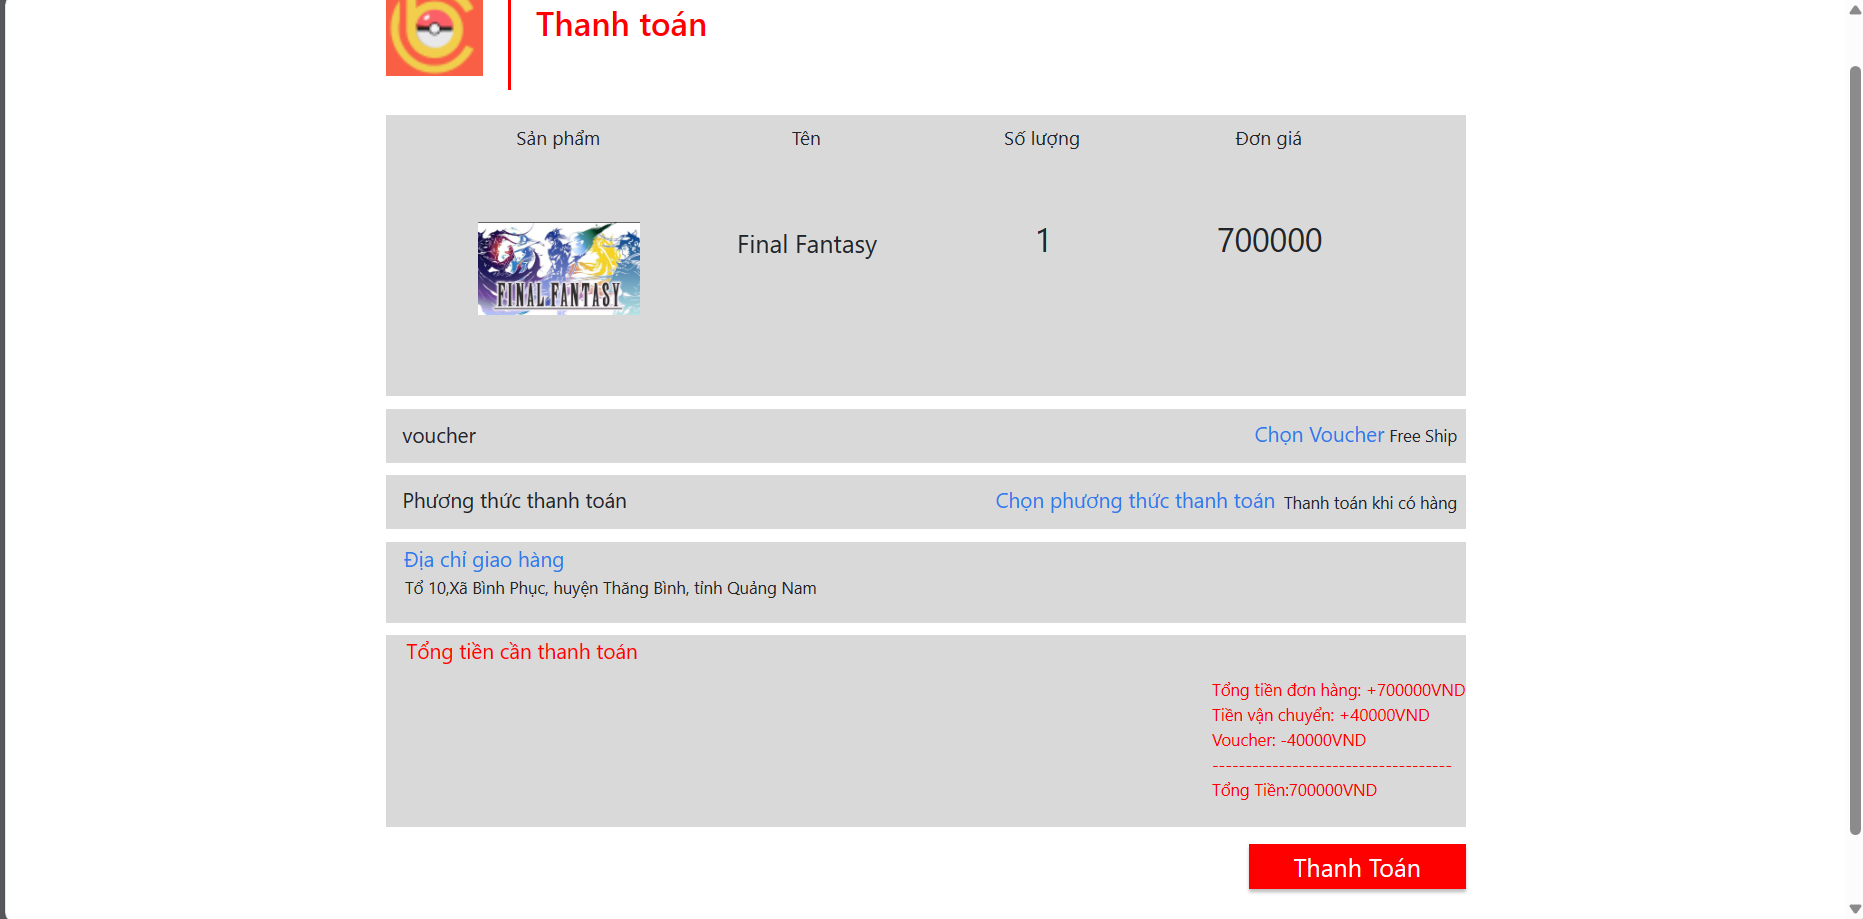 Thanh toán
Sản phẩm Tên Số lượng Đơn giá
FINAL FANTASY Final Fantasy 1 700000
voucher Chọn Voucher Free Ship
Phương thức thanh toán Chọn phương thức thanh toán Thanh toán khi có hàng
Địa chỉ giao hàng
Tổ 10,Xã Bình Phục, huyện Thăng Bình, tỉnh Quảng Nam
Tổng tiền cần thanh toán
Tổng tiền đơn hàng: +700000VND
Tiền vận chuyển: +40000VND
Voucher: -40000VND
------------------------------------
Tổng Tiền:700000VND
Thanh Toán